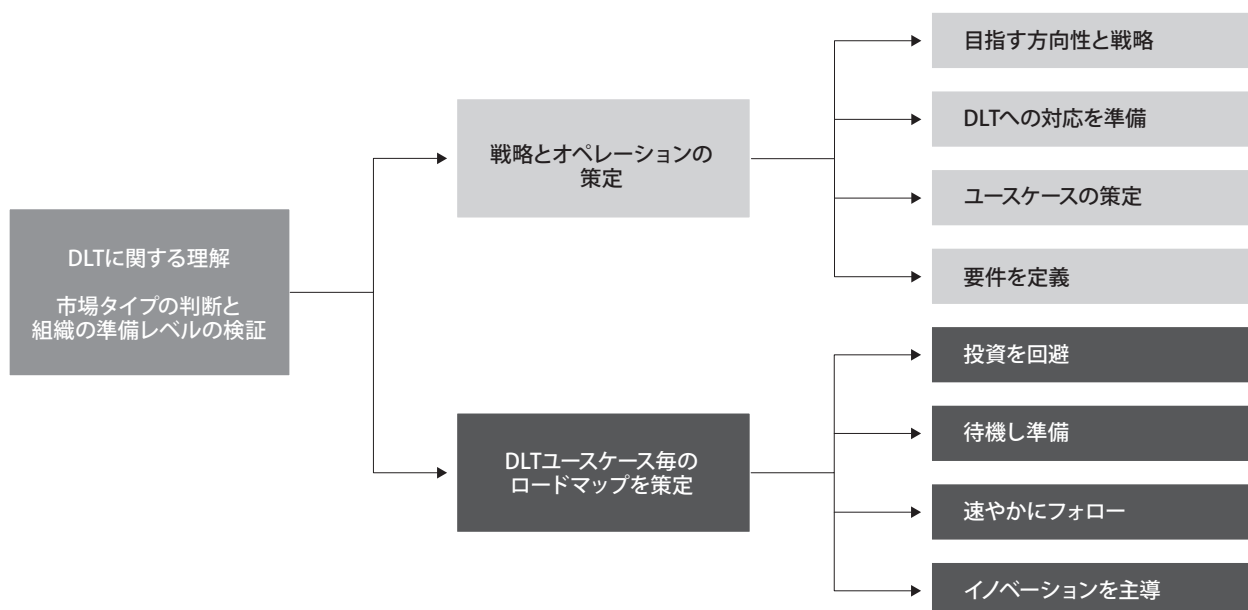 DLTに関する理解
市場タイプの判断と
組織の準備レベルの検証
戦略とオペレーションの
策定
目指す方向性と戦略
DLTへの対応を準備
ユースケースの策定
要件を定義
DLTユースケース毎の
ロードマップを策定
投資を回避
待機し準備
速やかにフォロー
イノベーションを主導